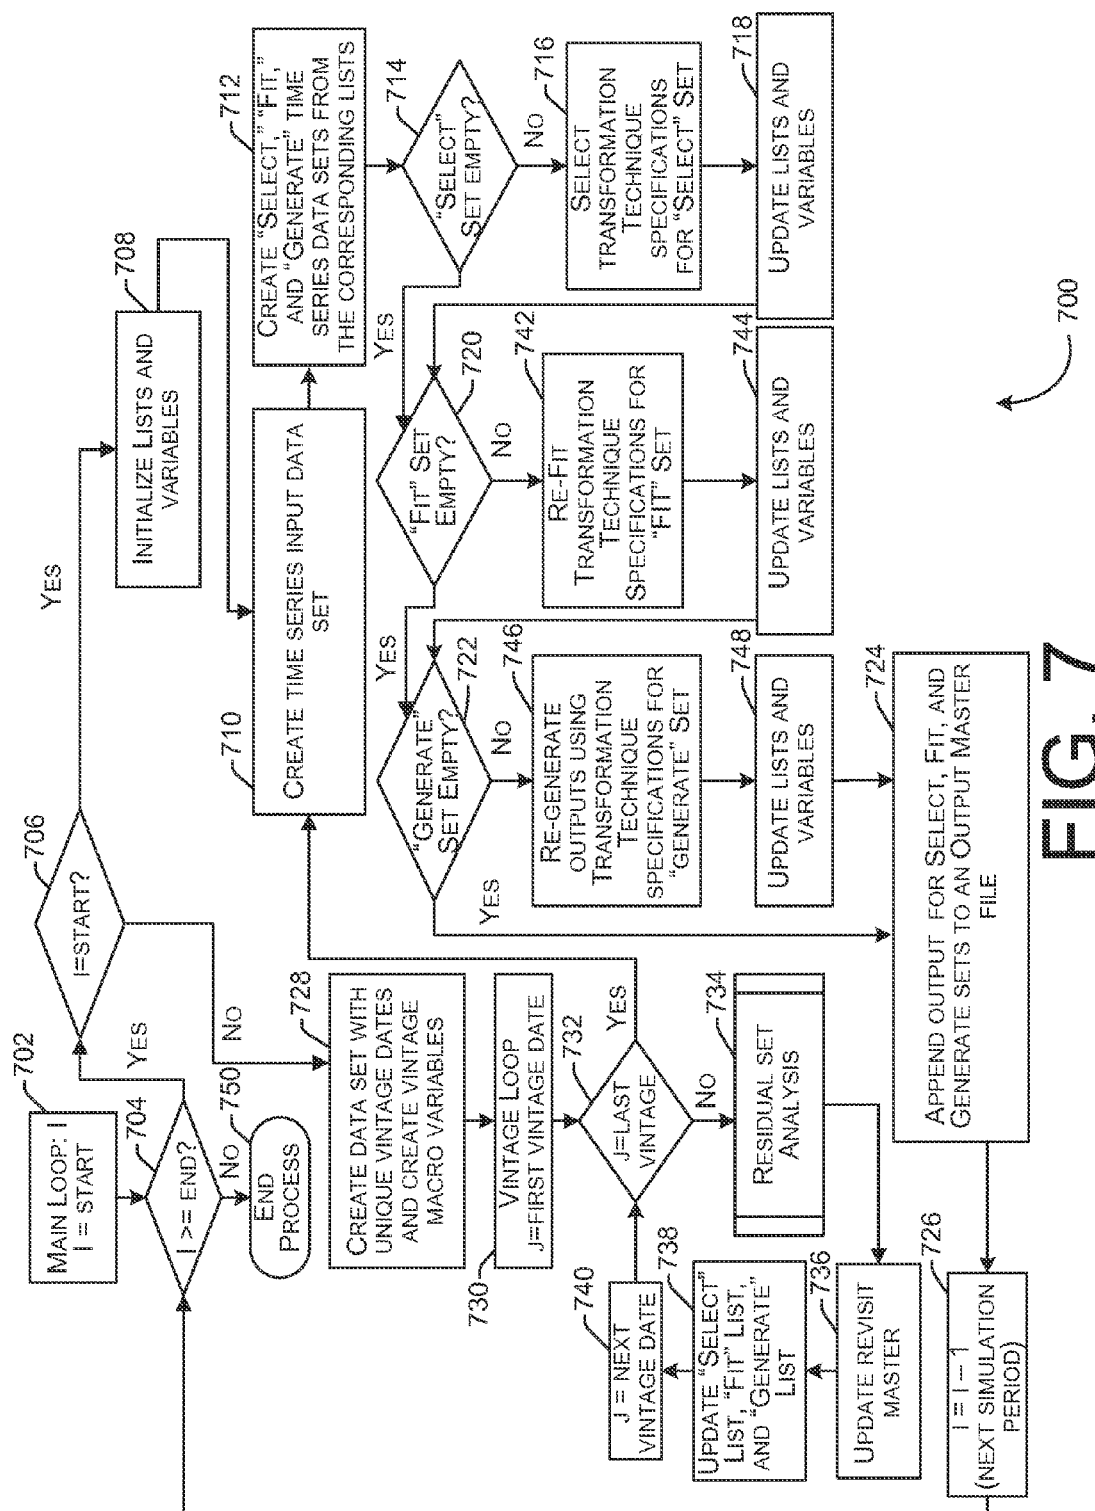 702
MAIN LOOP: I
I = START
704
I >= END?
YES
NO
750
END
PROCESS
706
I=START?
YES
NO
708
INITIALIZE LISTS AND
VARIABLES
710
CREATE TIME SERIES INPUT DATA
SET
712
CREATE "SELECT," "FIT,"
AND "GENERATE" TIME
SERIES DATA SETS FROM
THE CORRESPONDING LISTS
714
"SELECT"
SET EMPTY?
YES
NO
716
SELECT
TRANSFORMATION
TECHNIQUE
SPECIFICATIONS
FOR "SELECT" SET
718
UPDATE LISTS AND
VARIABLES
720
"FIT" SET
EMPTY?
YES
NO
742
RE-FIT
TRANSFORMATION
TECHNIQUE
SPECIFICATIONS FOR
"FIT" SET
744
UPDATE LISTS AND
VARIABLES
722
"GENERATE"
SET EMPTY?
YES
NO
746
RE-GENERATE
OUTPUTS USING
TRANSFORMATION
TECHNIQUE
SPECIFICATIONS FOR
"GENERATE" SET
748
UPDATE LISTS AND
VARIABLES
724
APPEND OUTPUT FOR SELECT, FIT, AND
GENERATE SETS TO AN OUTPUT MASTER
FILE
726
I = I – 1
(NEXT SIMULATION
PERIOD)
728
CREATE DATA SET WITH
UNIQUE VINTAGE DATES
AND CREATE VINTAGE
MACRO VARIABLES
730
VINTAGE LOOP
J=FIRST VINTAGE DATE
732
J=LAST
VINTAGE
YES
NO
734
RESIDUAL SET
ANALYSIS
736
UPDATE REVISIT
MASTER
738
UPDATE "SELECT"
LIST, "FIT" LIST,
AND "GENERATE"
LIST
740
J = NEXT
VINTAGE DATE
700
FIG. 7